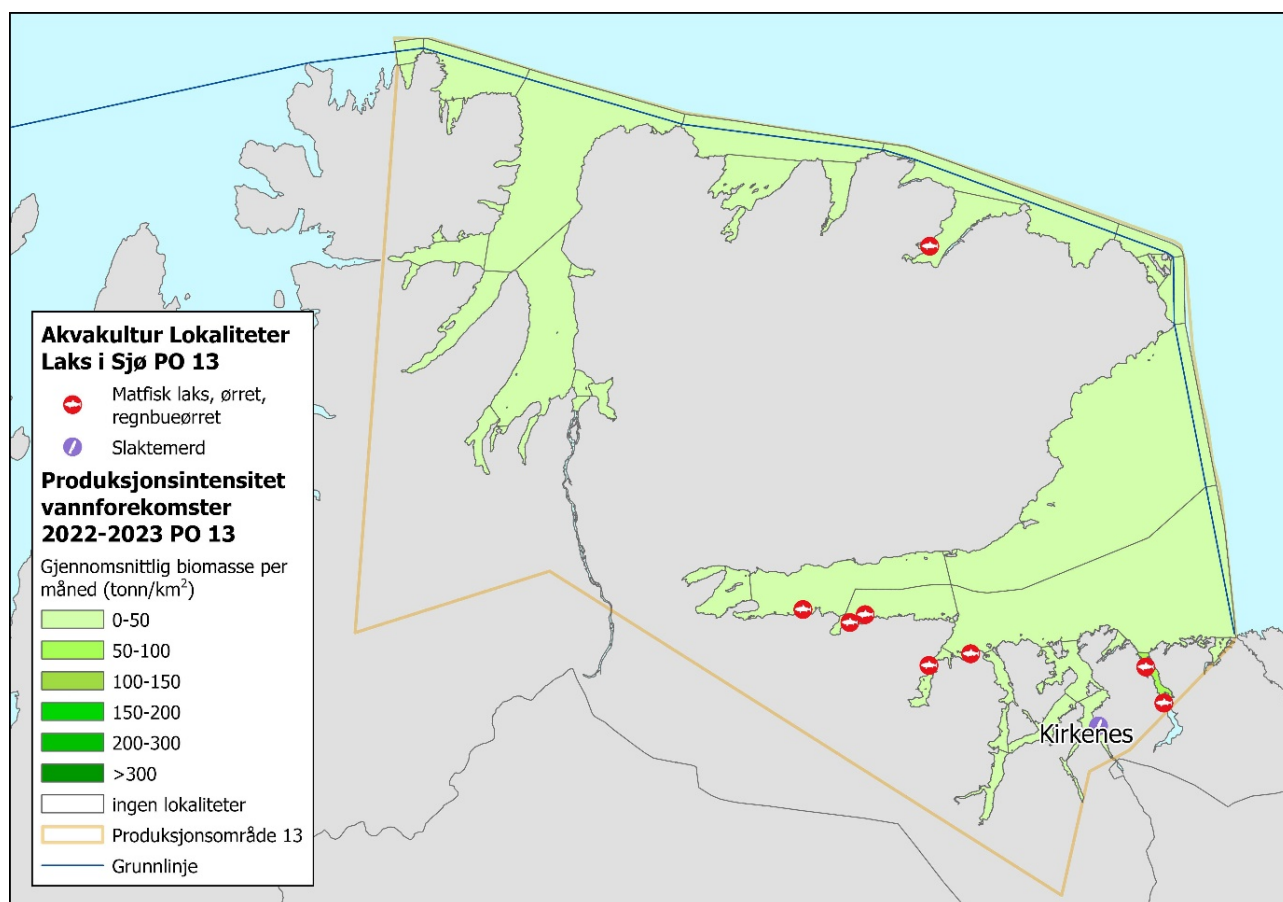 Akvakultur Lokaliteter
Laks i Sjø PO 13
Matfisk laks, ørret,
regnbueørret
Slaktemerd
Produksjonsintensitet
vannforekomster
2022-2023 PO 13
Gjennomsnittlig biomasse per
måned (tonn/km²)
0-50
50-100
100-150
150-200
200-300
>300
ingen lokaliteter
Produksjonsområde 13
Grunnlinje
Kirkenes